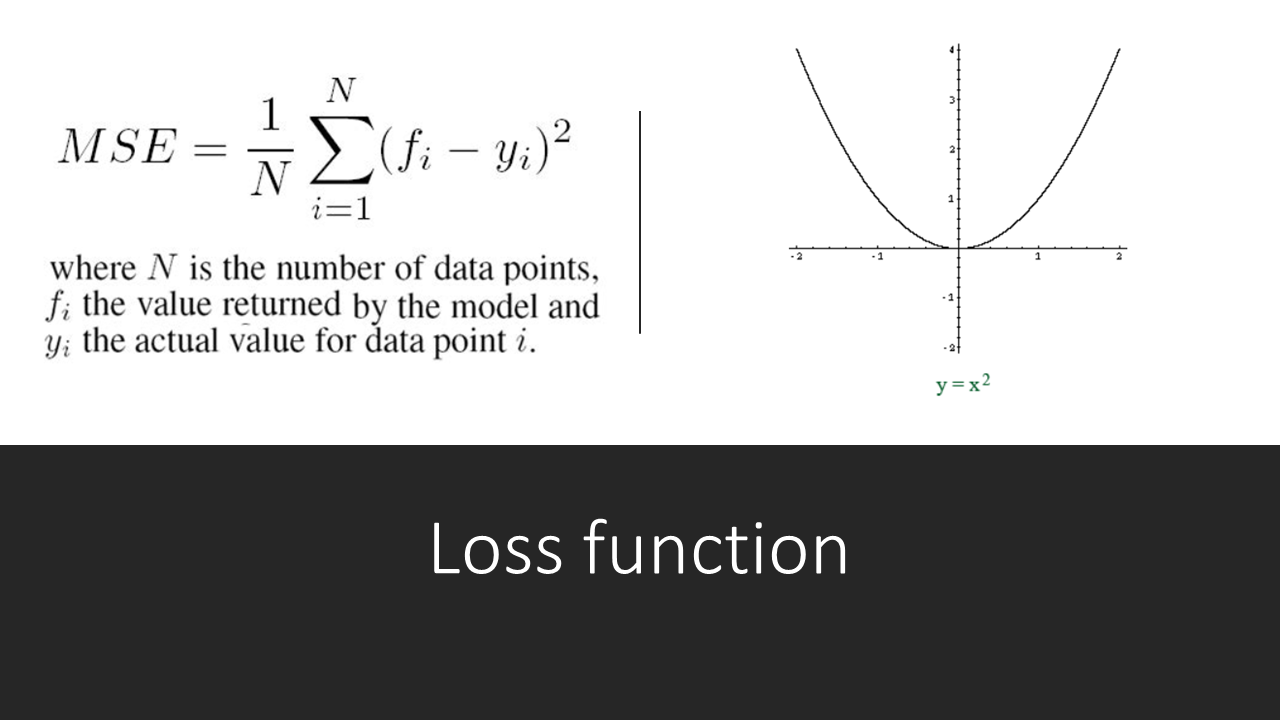 MSE = \frac{1}{N} \sum_{i=1}^{N} (f_i - y_i)^2
where N is the number of data points,
f_i the value returned by the model and
y_i the actual value for data point i.
4
3
2
1
-2 -1 1 2
-1
-2
y = x²
Loss function